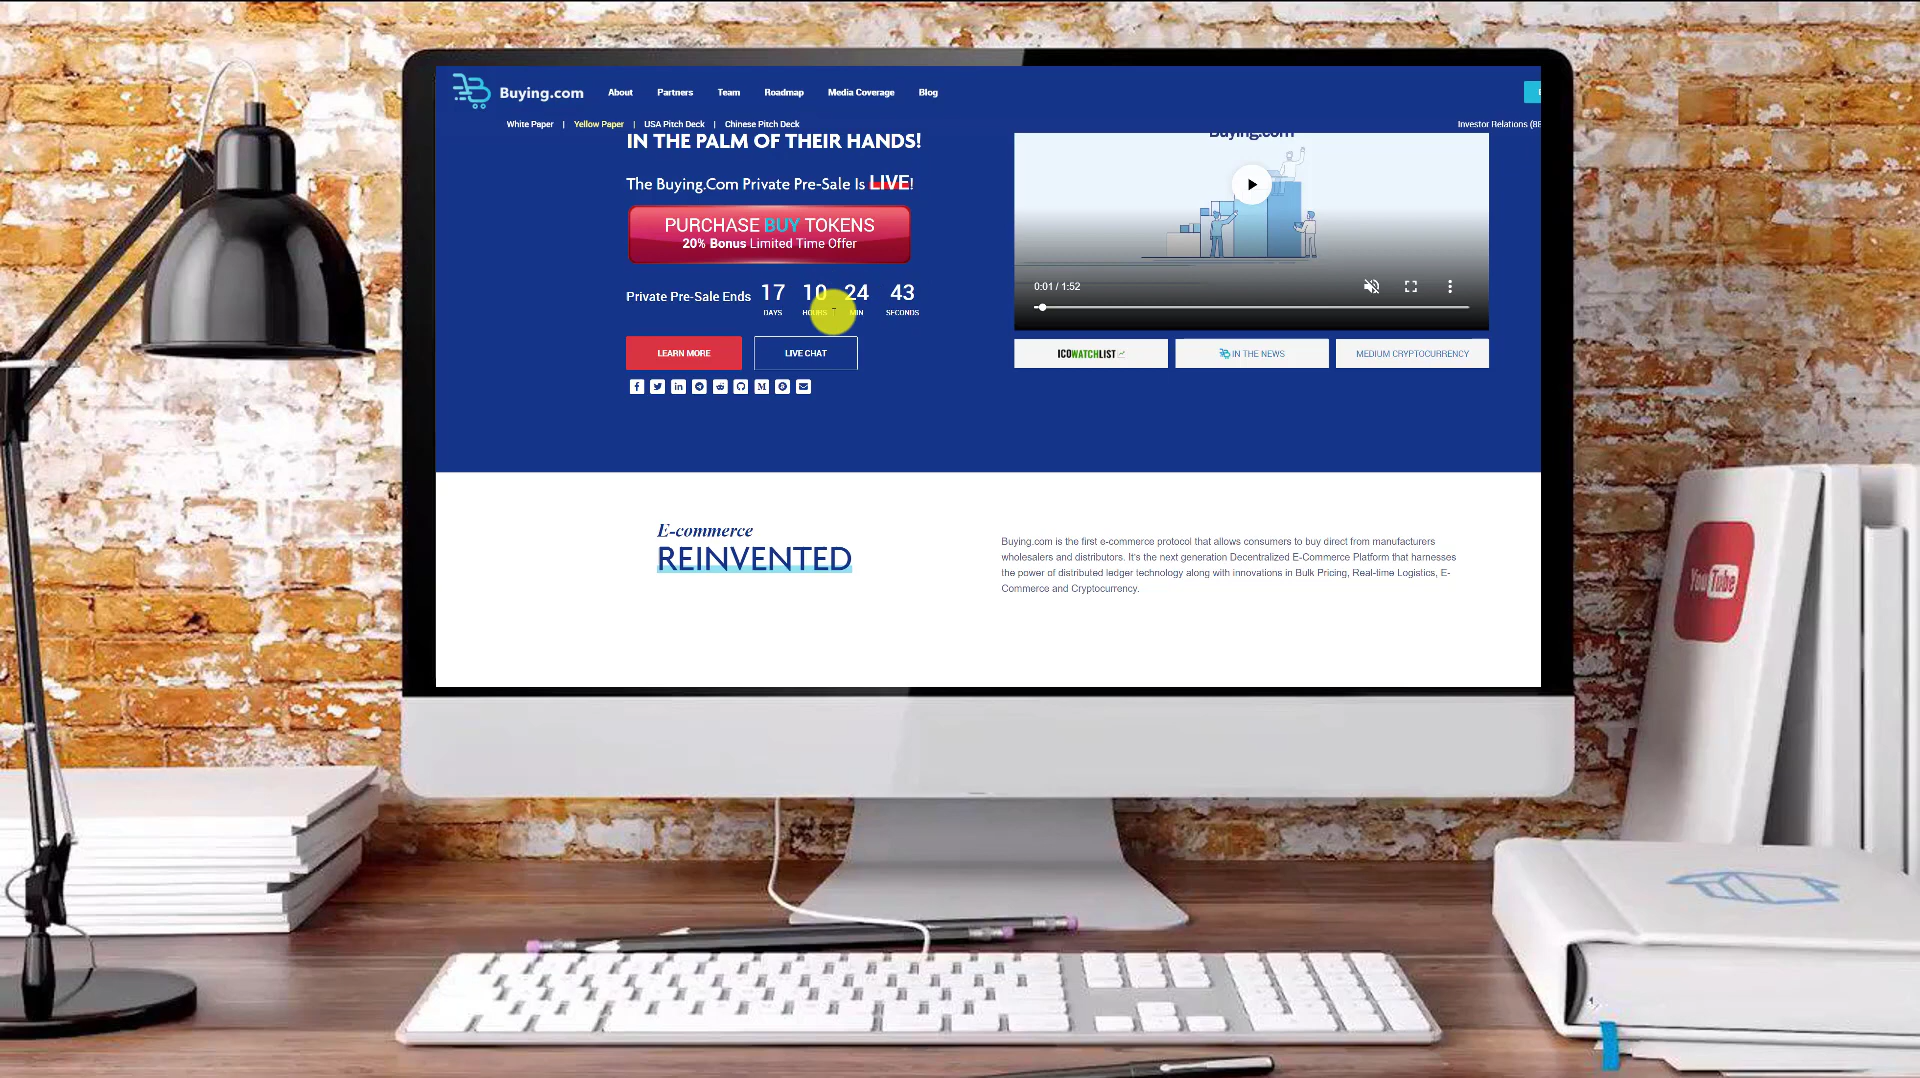 Buying.com About Partners Team Roadmap Media Coverage Blog
White Paper | Yellow Paper | USA Pitch Deck | Chinese Pitch Deck
Investor Relations
IN THE PALM OF THEIR HANDS!
The Buying.Com Private Pre-Sale Is LIVE!
PURCHASE BUY TOKENS
20% Bonus Limited Time Offer
Private Pre-Sale Ends 17 10 24 43
DAYS HOURS MIN SECONDS
LEARN MORE LIVE CHAT
Buying.com
0:01 / 1:52
ICOWATCHLIST IN THE NEWS MEDIUM CRYPTOCURRENCY
E-commerce
REINVENTED
Buying.com is the first e-commerce protocol that allows consumers to buy direct from manufacturers
wholesalers and distributors. It's the next generation Decentralized E-Commerce Platform that harnesses
the power of distributed ledger technology along with innovations in Bulk Pricing, Real-time Logistics, E-
Commerce and Cryptocurrency.
YouTube